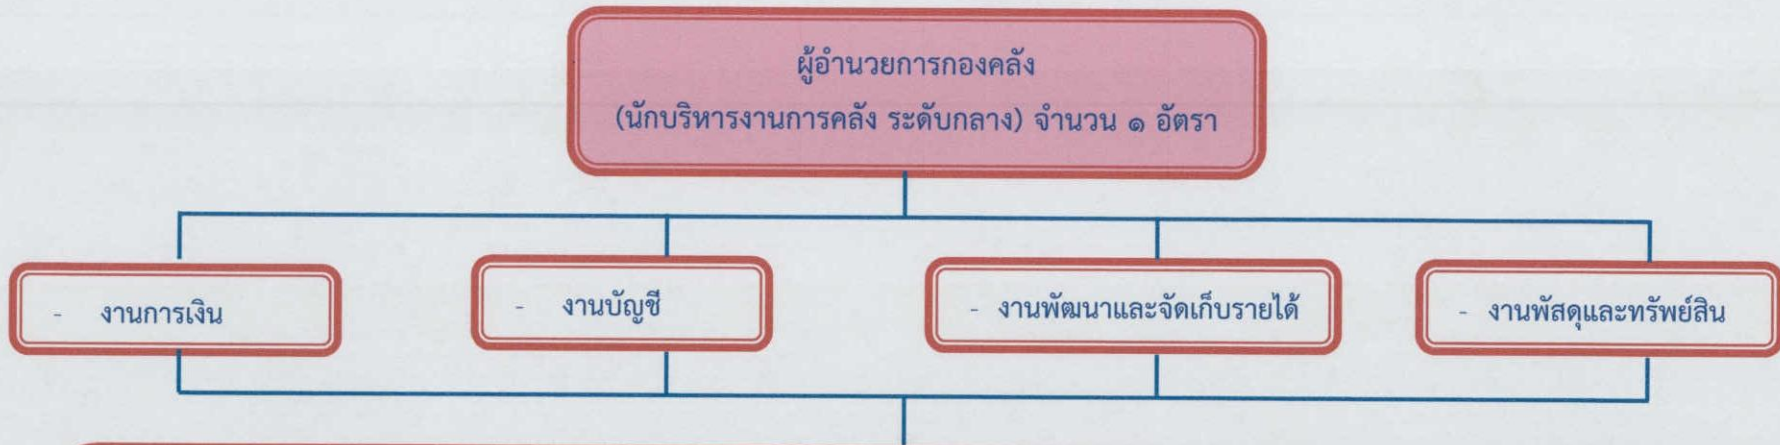 ผู้อำนวยการกองคลัง
(นักบริหารงานการคลัง ระดับกลาง) จำนวน ๑ อัตรา
- งานการเงิน
- งานบัญชี
- งานพัฒนาและจัดเก็บรายได้
- งานพัสดุและทรัพย์สิน